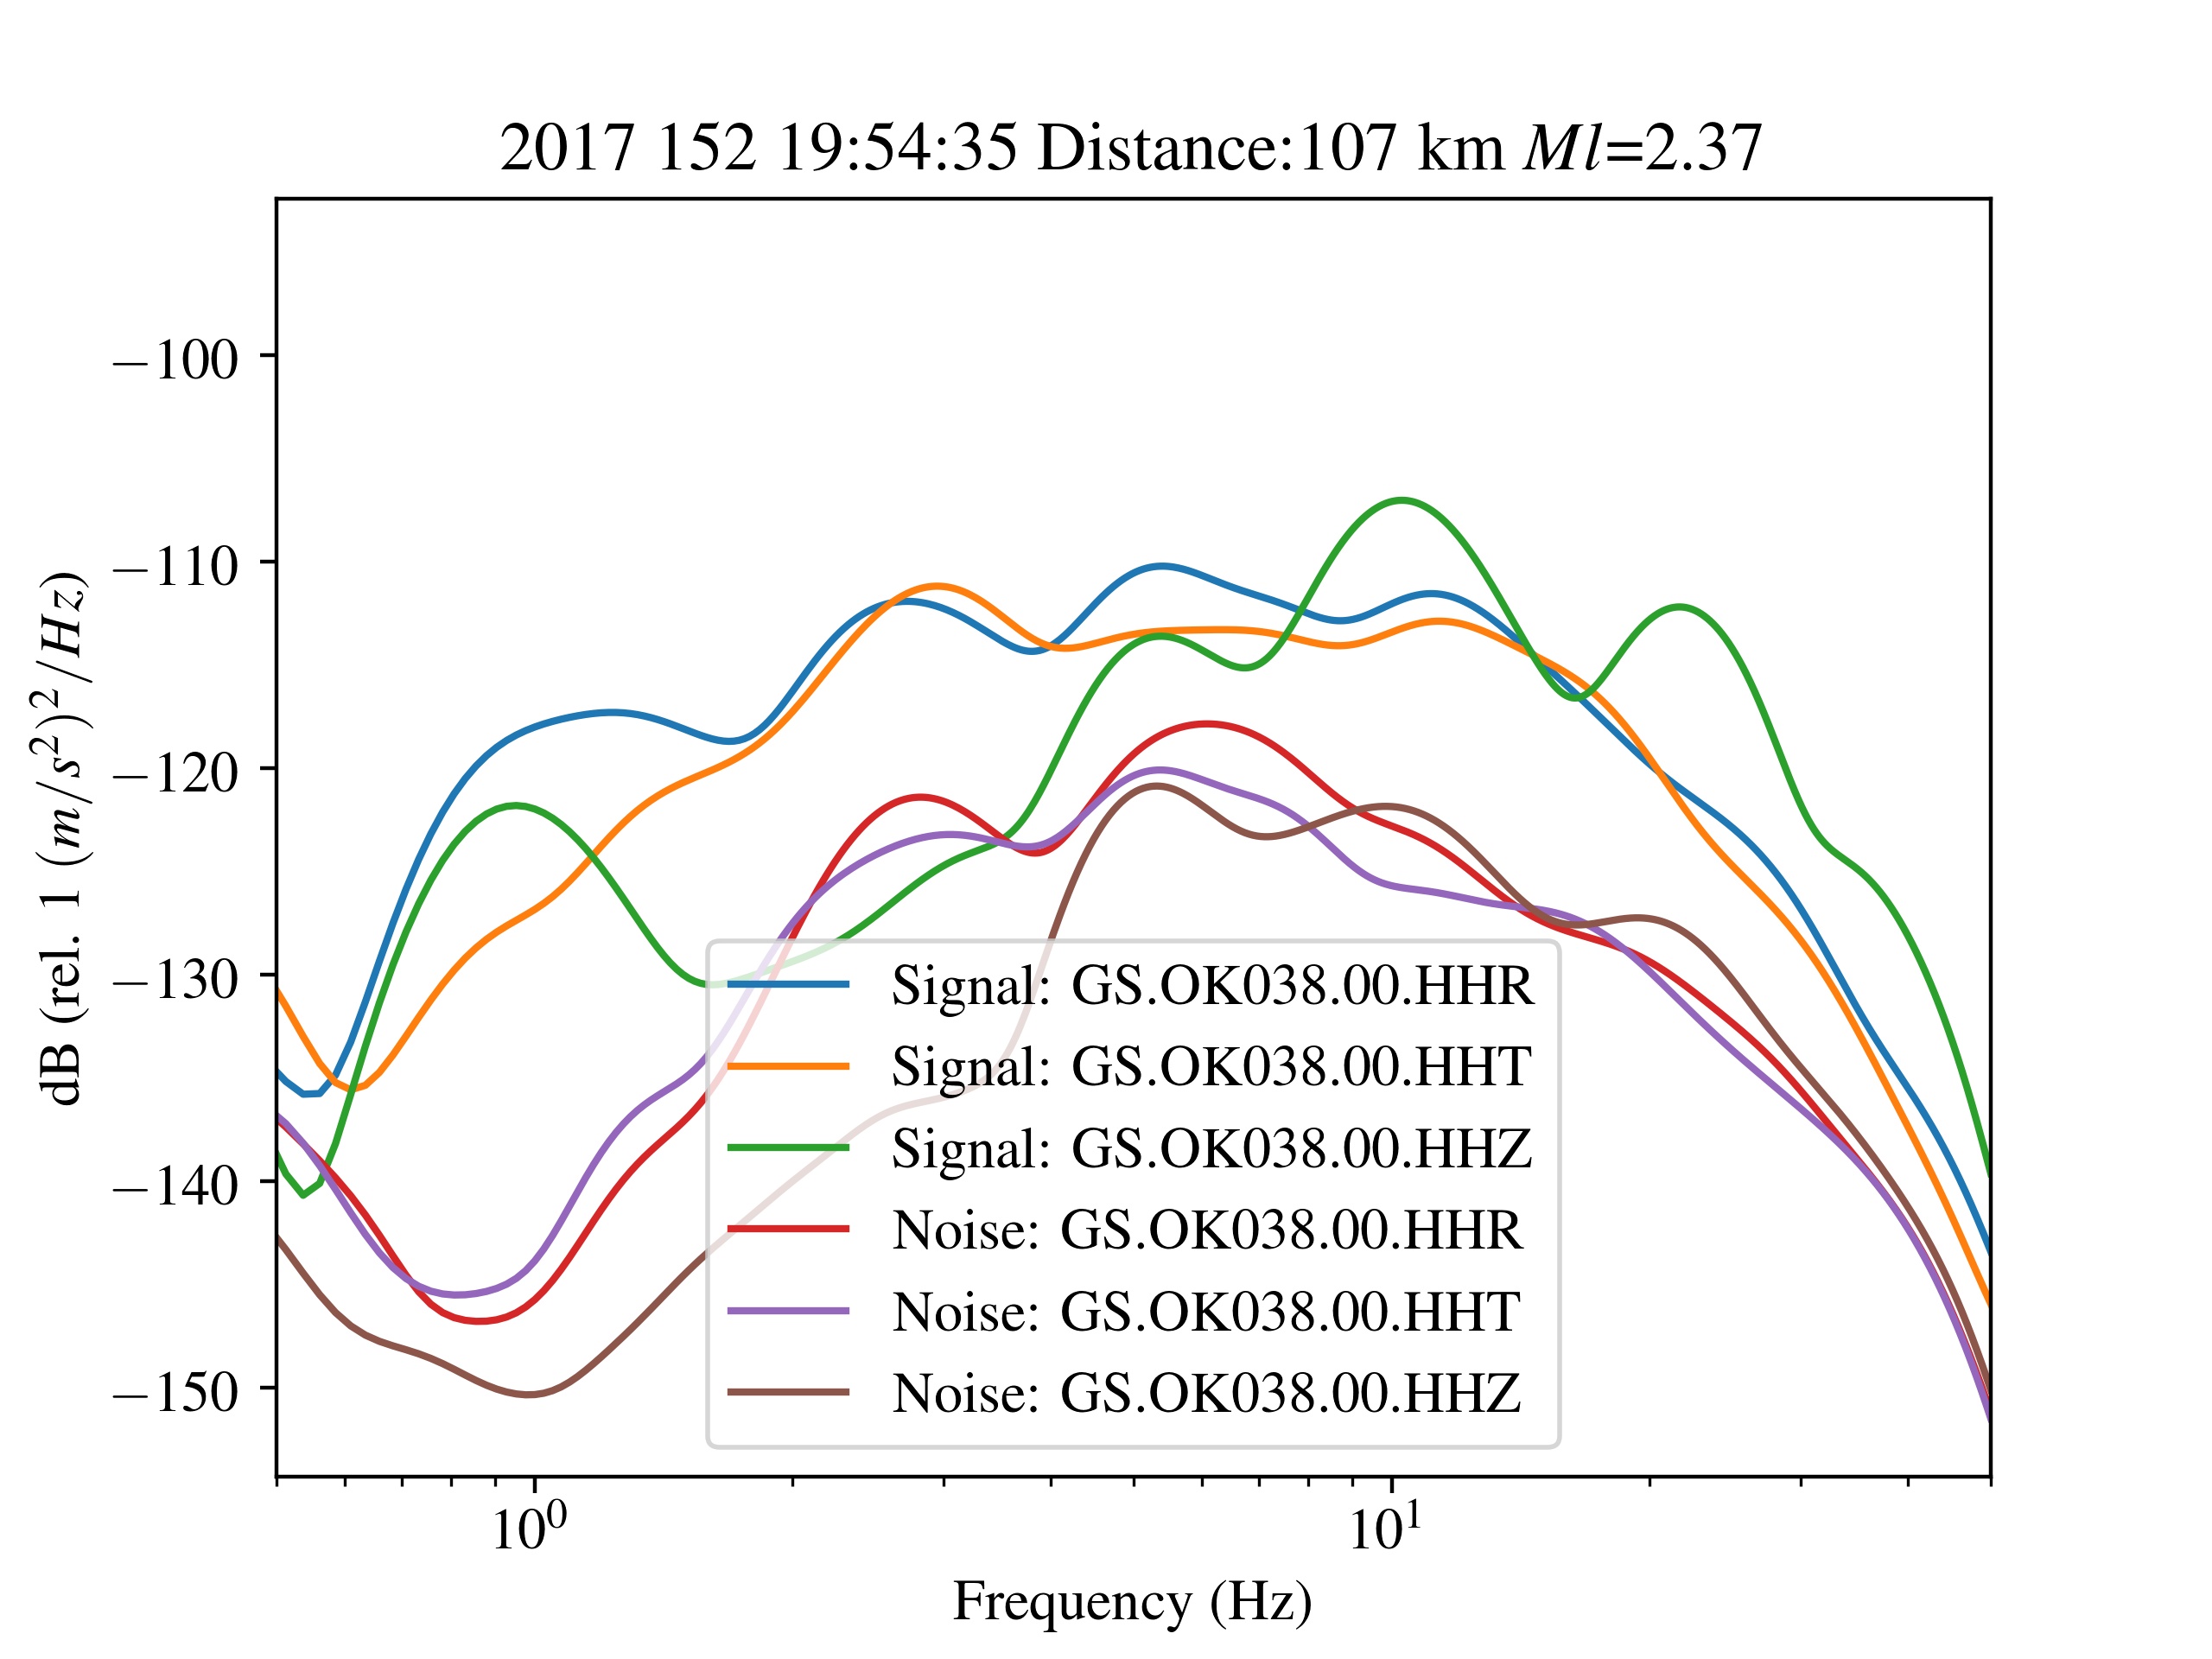 2017 152 19:54:35 Distance:107 km Ml=2.37
dB (rel. 1 (m/s²)²/Hz)
−100
−110
−120
−130
−140
−150
Signal: GS.OK038.00.HHR
Signal: GS.OK038.00.HHT
Signal: GS.OK038.00.HHZ
Noise: GS.OK038.00.HHR
Noise: GS.OK038.00.HHT
Noise: GS.OK038.00.HHZ
10⁰ 10¹
Frequency (Hz)